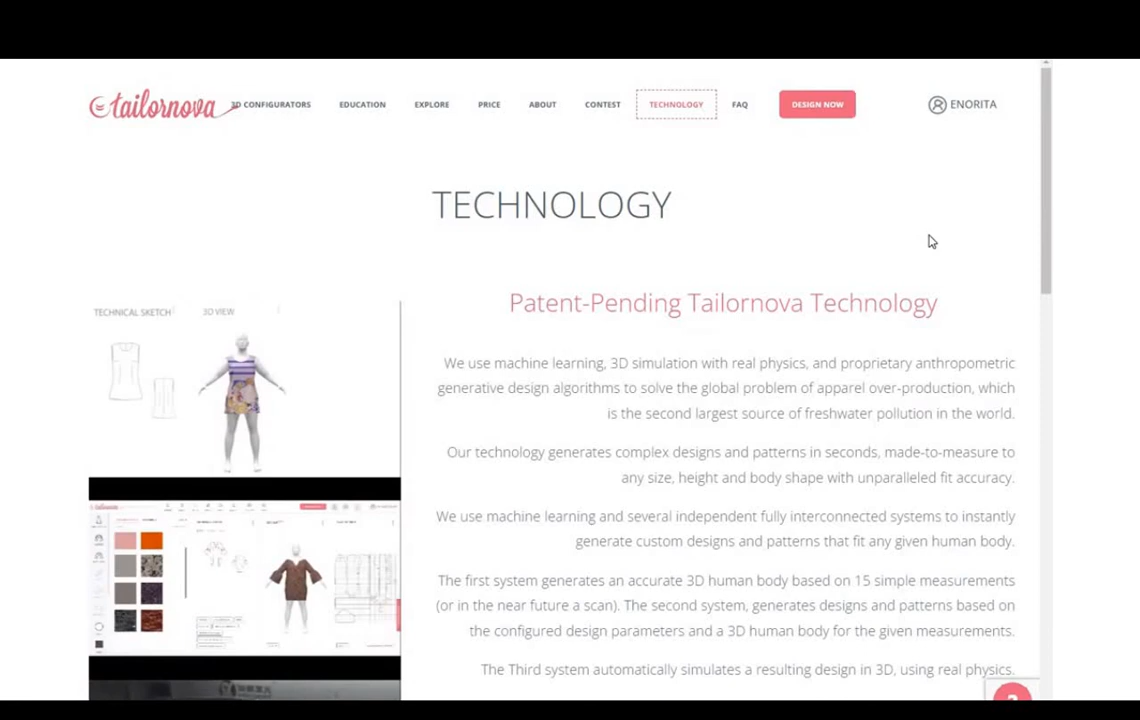 tailornova
3D CONFIGURATORS EDUCATION EXPLORE PRICE ABOUT CONTEST TECHNOLOGY FAQ DESIGN NOW ENORITA
TECHNOLOGY
TECHNICAL SKETCH 3D VIEW
Patent-Pending Tailornova Technology
We use machine learning, 3D simulation with real physics, and proprietary anthropometric
generative design algorithms to solve the global problem of apparel over-production, which
is the second largest source of freshwater pollution in the world.
Our technology generates complex designs and patterns in seconds, made-to-measure to
any size, height and body shape with unparalleled fit accuracy.
We use machine learning and several independent fully interconnected systems to instantly
generate custom designs and patterns that fit any given human body.
The first system generates an accurate 3D human body based on 15 simple measurements
(or in the near future a scan). The second system, generates designs and patterns based on
the configured design parameters and a 3D human body for the given measurements.
The Third system automatically simulates a resulting design in 3D, using real physics.